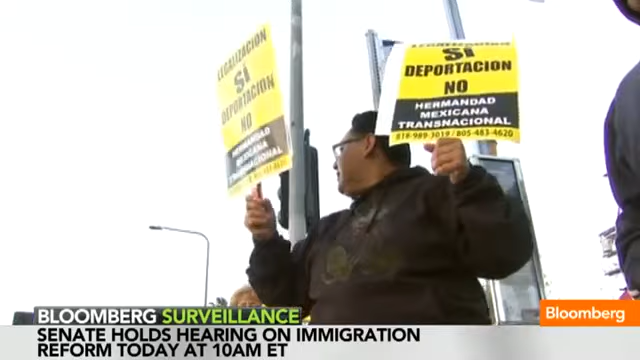 LEGALIZACION
SI
DEPORTACION
NO
HERMANDAD
MEXICANA
TRANSNACIONAL
LEGALIZACION
SI
DEPORTACION
NO
HERMANDAD
MEXICANA
TRANSNACIONAL
818-989-3019 / 805-483-4620
BLOOMBERG SURVEILLANCE
Bloomberg
SENATE HOLDS HEARING ON IMMIGRATION
REFORM TODAY AT 10AM ET